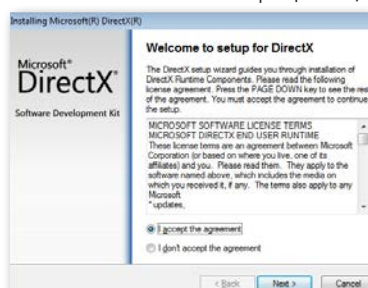 Installing Microsoft(R) DirectX(R)
Microsoft®
DirectX®
Software Development Kit
Welcome to setup for DirectX
The DirectX setup wizard guides you through installation of
DirectX Runtime Components. Please read the following
license agreement. Press the PAGE DOWN key to see the rest
of the agreement. You must accept the agreement to continue
the setup.
MICROSOFT SOFTWARE LICENSE TERMS
MICROSOFT DIRECTX END USER RUNTIME
These license terms are an agreement between Microsoft
Corporation (or based on where you live, one of its
affiliates) and you. Please read them. They apply to the
software named above, which includes the media on
which you received it, if any. The terms also apply to any
Microsoft
* updates,
I accept the agreement
I don't accept the agreement
< Back
Next >
Cancel